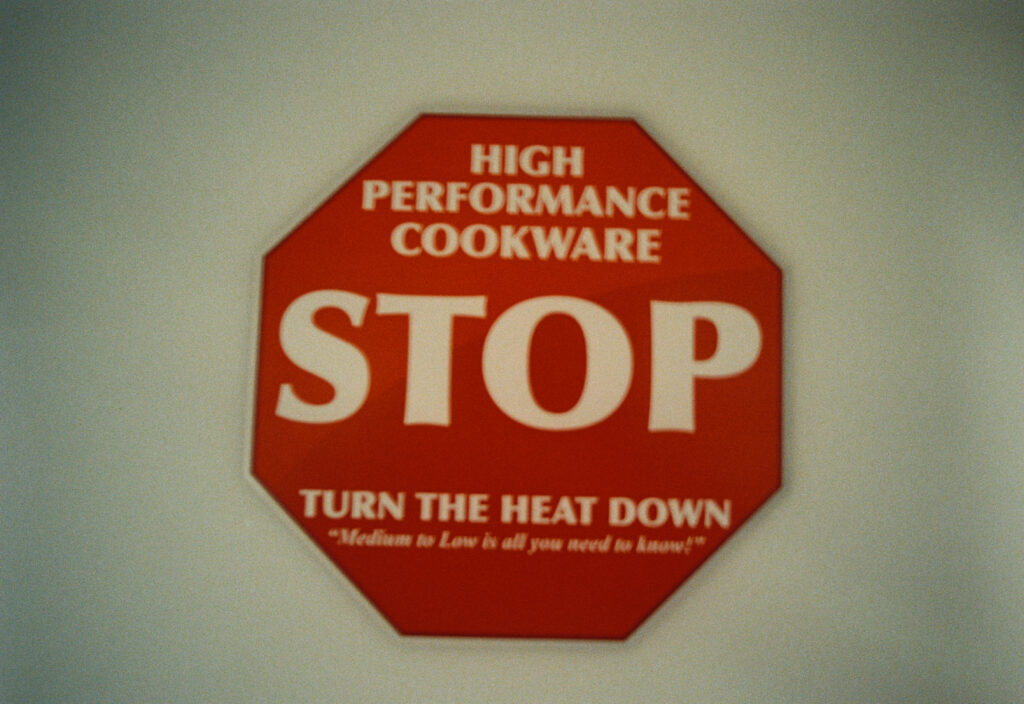 HIGH
PERFORMANCE
COOKWARE
STOP
TURN THE HEAT DOWN
"Medium to Low is all you need to know!"